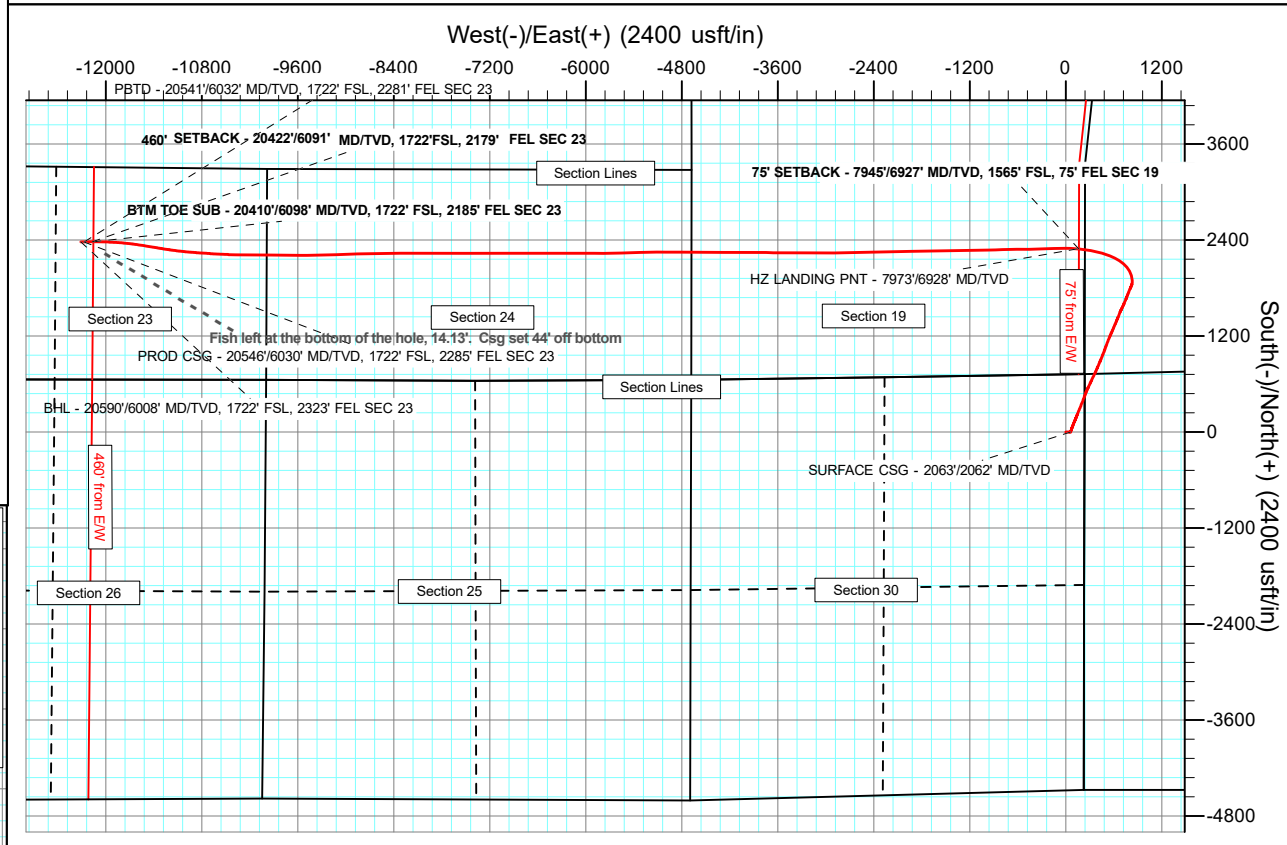 West(-)/East(+) (2400 usft/in)
-12000 -10800 -9600 -8400 -7200 -6000 -4800 -3600 -2400 -1200 0 1200
PBTD - 20541'/6032' MD/TVD, 1722' FSL, 2281' FEL SEC 23
460' SETBACK - 20422'/6091' MD/TVD, 1722'FSL, 2179' FEL SEC 23
Section Lines
75' SETBACK - 7945'/6927' MD/TVD, 1565' FSL, 75' FEL SEC 19
BTM TOE SUB - 20410'/6098' MD/TVD, 1722' FSL, 2185' FEL SEC 23
HZ LANDING PNT - 7973'/6928' MD/TVD
Section 23
Section 24
Section 19
75' from E/W
Fish left at the bottom of the hole, 14.13'. Csg set 44' off bottom
PROD CSG - 20546'/6030' MD/TVD, 1722' FSL, 2285' FEL SEC 23
Section Lines
BHL - 20590'/6008' MD/TVD, 1722' FSL, 2323' FEL SEC 23
460' from E/W
SURFACE CSG - 2063'/2062' MD/TVD
Section 26
Section 25
Section 30
3600
2400
1200
0
-1200
-2400
-3600
-4800
South(-)/North(+) (2400 usft/in)